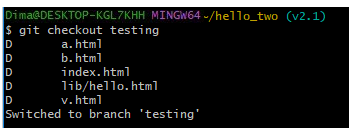 Dima@DESKTOP-KGL7KHH MINGW64 ~/hello_two (v2.1)
$ git checkout testing
D       a.html
D       b.html
D       index.html
D       lib/hello.html
D       v.html
Switched to branch 'testing'